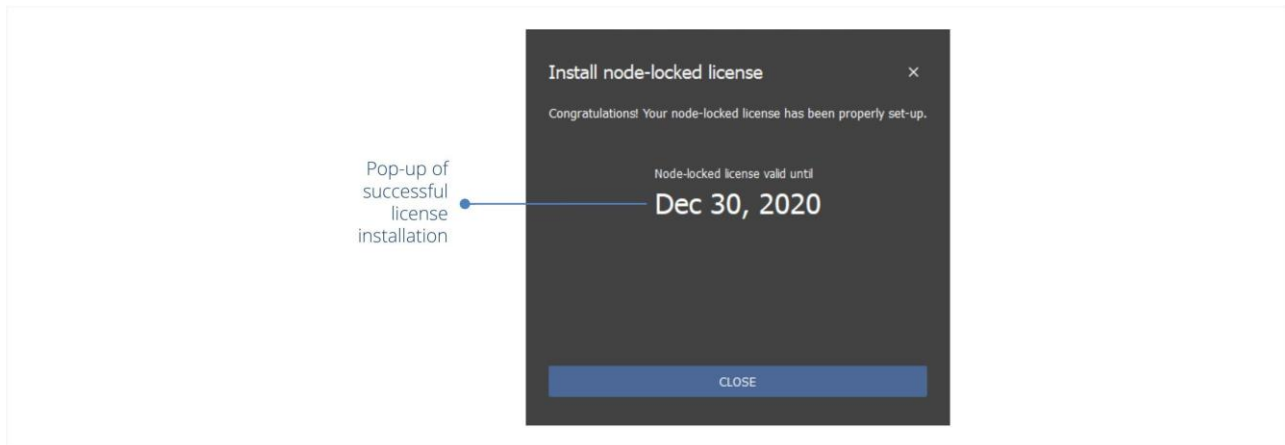 Install node-locked license
Congratulations! Your node-locked license has been properly set-up.
Pop-up of
successful
license
installation
Node-locked license valid until
Dec 30, 2020
CLOSE